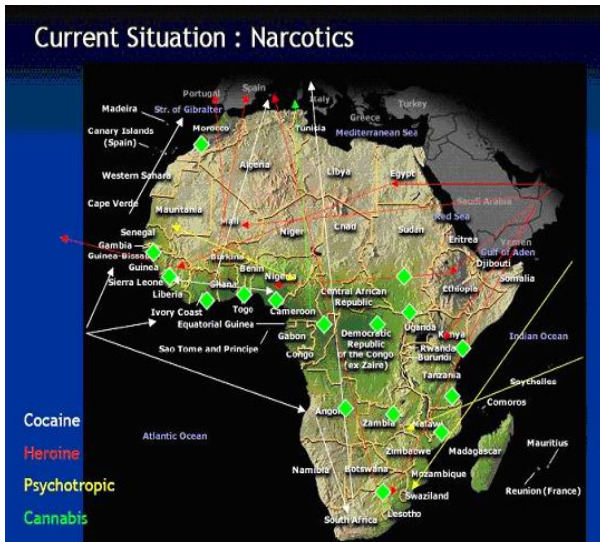 Current Situation : Narcotics
Portugal
Spain
Italy
Greece
Turkey
Madeira
Str. of Gibralter
Morocco
Tunisia
Mediterranean Sea
Canary Islands
(Spain)
Algeria
Libya
Egypt
Western Sahara
Saudi Arabia
Cape Verde
Mauritania
Mali
Niger
Chad
Sudan
Red Sea
Eritrea
Yemen
Gulf of Aden
Senegal
Gambia
Guinea-Bissau
Guinea
Burkina
Benin
Nigeria
Djibouti
Somalia
Ethiopia
Sierra Leone
Liberia
Ghana
Togo
Cameroon
Central African
Republic
Ivory Coast
Equatorial Guinea
Gabon
Congo
Sao Tome and Principe
Democratic
Republic
of the Congo
(ex Zaire)
Uganda
Kenya
Rwanda
Burundi
Indian Ocean
Tanzania
Seychelles
Comoros
Angola
Zambia
Malawi
Zimbabwe
Mozambique
Madagascar
Mauritius
Reunion (France)
Atlantic Ocean
Namibia
Botswana
Swaziland
Lesotho
South Africa
Cocaine
Heroine
Psychotropic
Cannabis